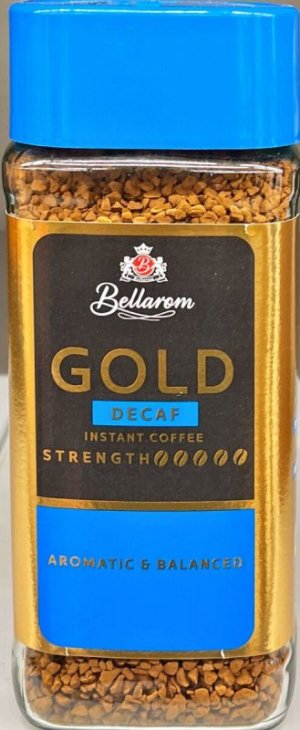 B
Bellarom
GOLD
DECAF
INSTANT COFFEE
STRENGTH
AROMATIC & BALANCED